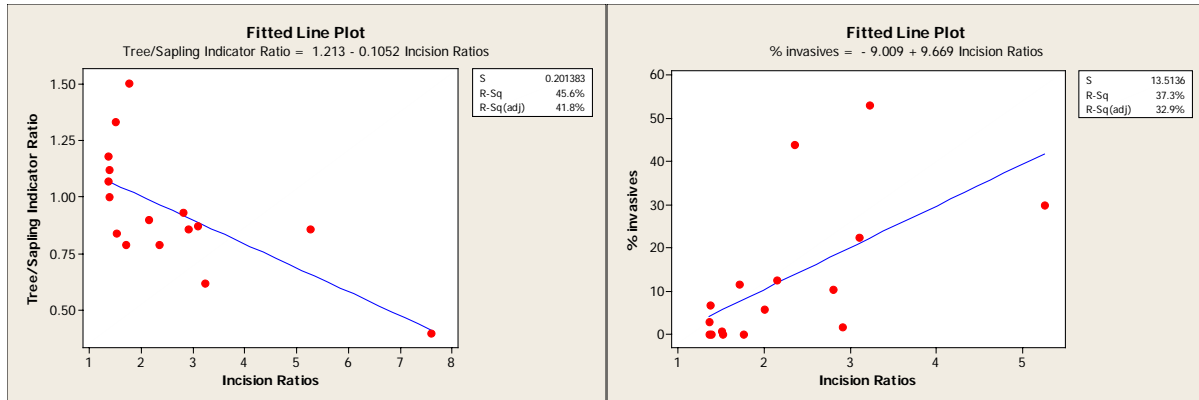 Fitted Line Plot
Tree/Sapling Indicator Ratio = 1.213 - 0.1052 Incision Ratios
S 0.201383
R-Sq 45.6%
R-Sq(adj) 41.8%
Tree/Sapling Indicator Ratio
1.50
1.25
1.00
0.75
0.50
1 2 3 4 5 6 7 8
Incision Ratios
Fitted Line Plot
% invasives = - 9.009 + 9.669 Incision Ratios
S 13.5136
R-Sq 37.3%
R-Sq(adj) 32.9%
% invasives
60
50
40
30
20
10
0
1 2 3 4 5
Incision Ratios